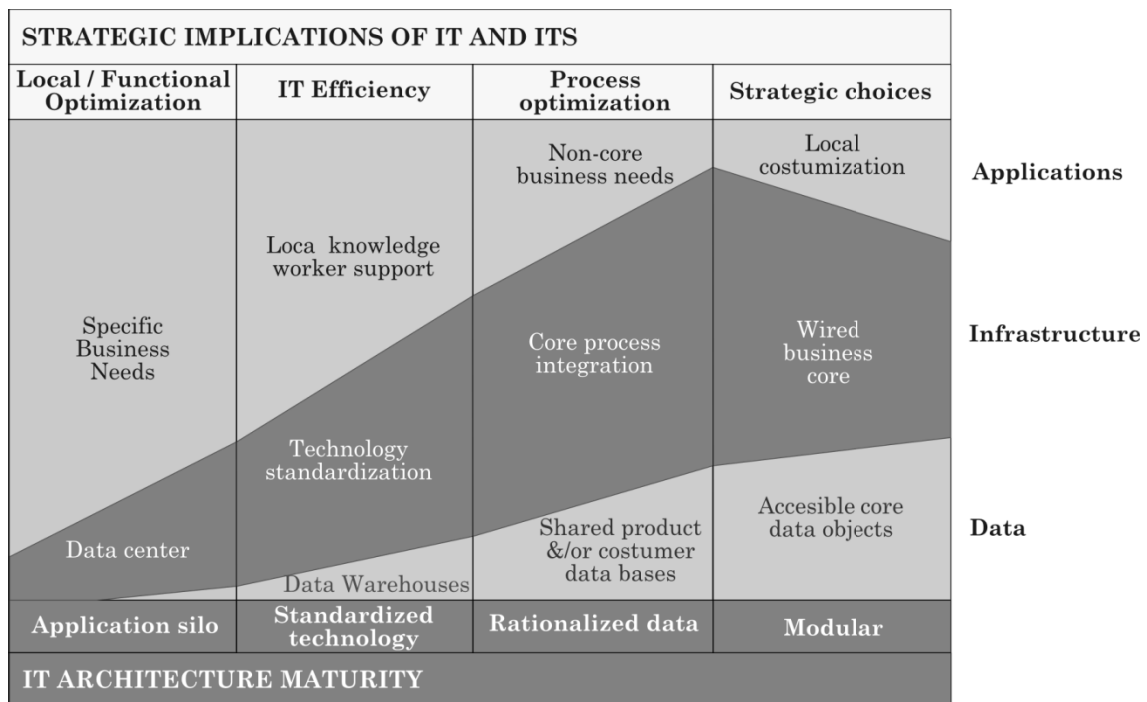 STRATEGIC IMPLICATIONS OF IT AND ITS
Local / Functional
Optimization
IT Efficiency
Process
optimization
Strategic choices
Non-core
business needs
Local
costumization
Applications
Loca knowledge
worker support
Specific
Business
Needs
Core process
integration
Wired
business
core
Infrastructure
Technology
standardization
Data center
Data Warehouses
Shared product
&/or costumer
data bases
Accesible core
data objects
Data
Application silo
Standardized
technology
Rationalized data
Modular
IT ARCHITECTURE MATURITY